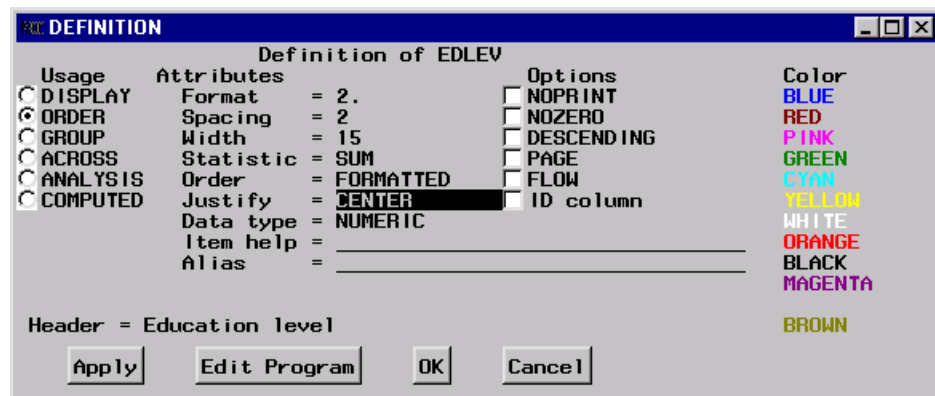 DEFINITION
Definition of EDLEV
Usage Attributes Options Color
DISPLAY Format = 2. NOPRINT BLUE
ORDER Spacing = 2 NOZERO RED
GROUP Width = 15 DESCENDING PINK
ACROSS Statistic = SUM PAGE GREEN
ANALYSIS Order = FORMATTED FLOW CYAN
COMPUTED Justify = CENTER ID column YELLOW
Data type = NUMERIC WHITE
Item help = ORANGE
Alias = BLACK
MAGENTA
Header = Education level BROWN
Apply Edit Program OK Cancel